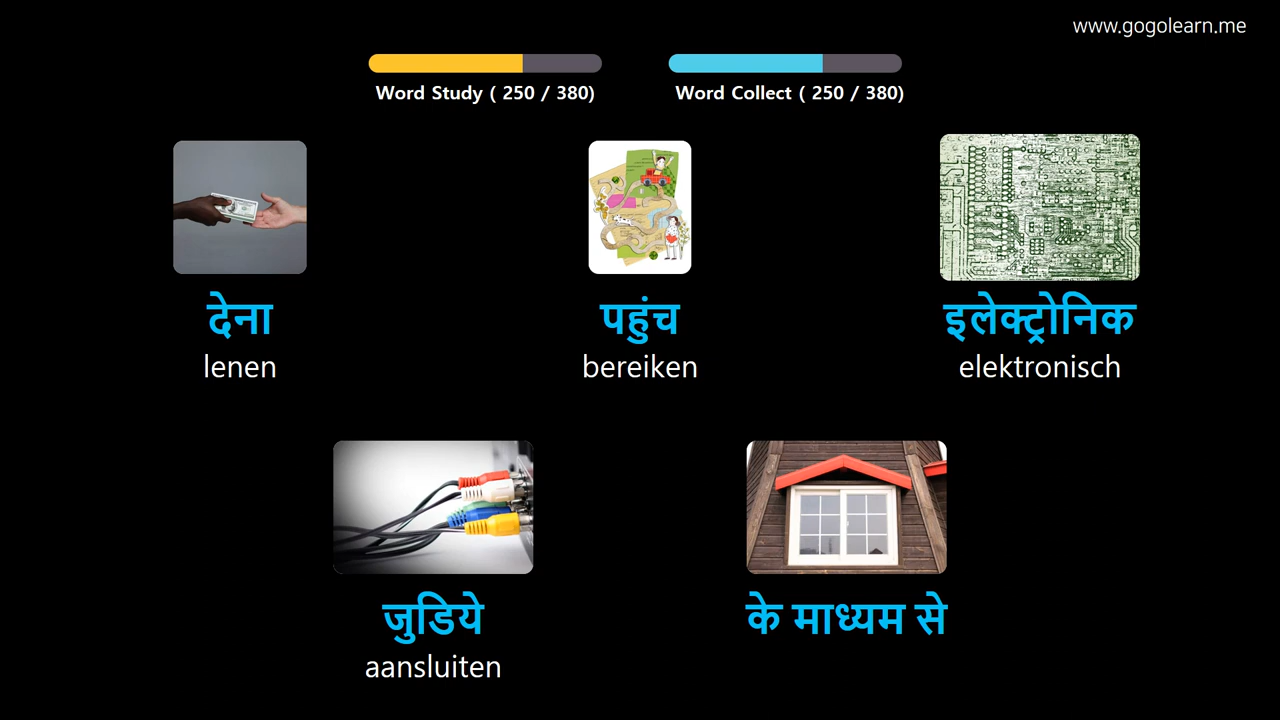 www.gogolearn.me
Word Study ( 250 / 380)
Word Collect ( 250 / 380)
देना
lenen
पहुंच
bereiken
इलेक्ट्रोनिक
elektronisch
जुडिये
aansluiten
के माध्यम से